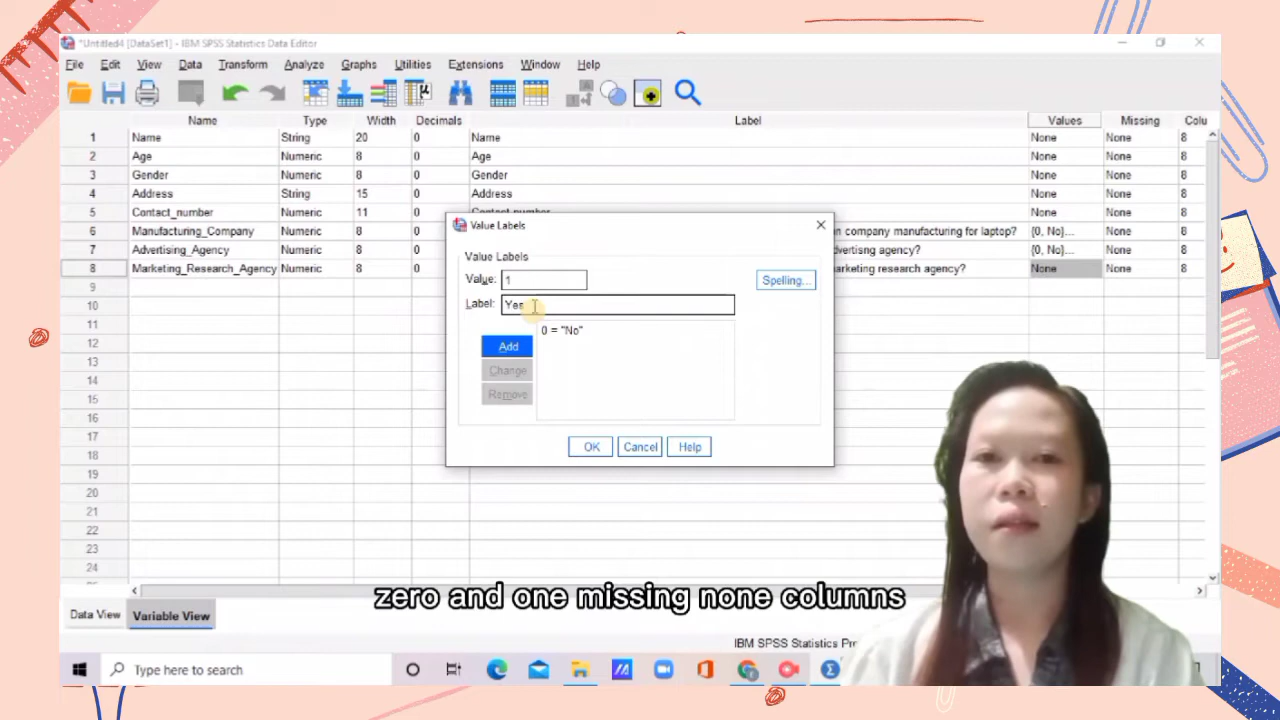 *Untitled4 [DataSet1] - IBM SPSS Statistics Data Editor
File Edit View Data Transform Analyze Graphs Utilities Extensions Window Help
Name Type Width Decimals Label Values Missing Colu
1 Name String 20 0 Name None None 8
2 Age Numeric 8 0 Age None None 8
3 Gender Numeric 8 0 Gender None None 8
4 Address String 15 0 Address None None 8
5 Contact_number Numeric 11 0 Contact_number None None 8
6 Manufacturing_Company Numeric 8 0 n company manufacturing for laptop? {0, No}... None 8
7 Advertising_Agency Numeric 8 0 dvertising agency? {0, No}... None 8
8 Marketing_Research_Agency Numeric 8 0 arketing research agency? None None 8
9
10
11
12
13
14
15
16
17
18
19
20
21
22
23
24
Value Labels
Value Labels
Value: 1
Spelling...
Label: Yes
0 = "No"
Add
Change
Remove
OK Cancel Help
zero and one missing none columns
Data View Variable View
IBM SPSS Statistics Pro
Type here to search